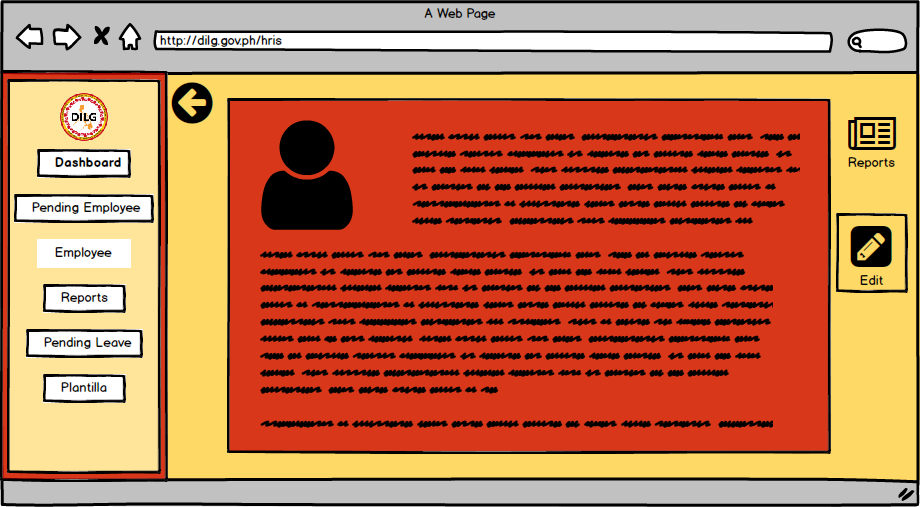 A Web Page
http://dilg.gov.ph/hris
DILG
Dashboard
Pending Employee
Employee
Reports
Pending Leave
Plantilla
Reports
Edit